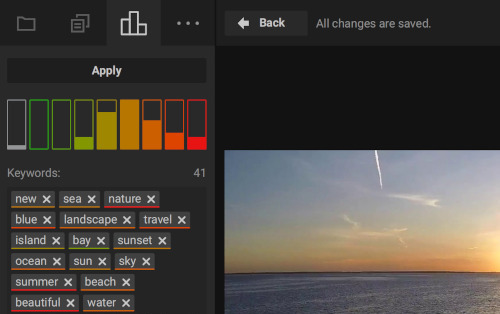 Back
All changes are saved.
Apply
Keywords: 41
new × sea × nature ×
blue × landscape × travel ×
island × bay × sunset ×
ocean × sun × sky ×
summer × beach ×
beautiful × water ×